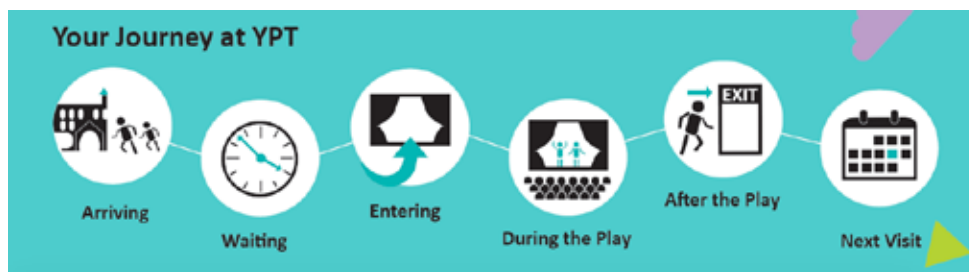 Your Journey at YPT
EXIT
Arriving
Waiting
Entering
During the Play
After the Play
Next Visit